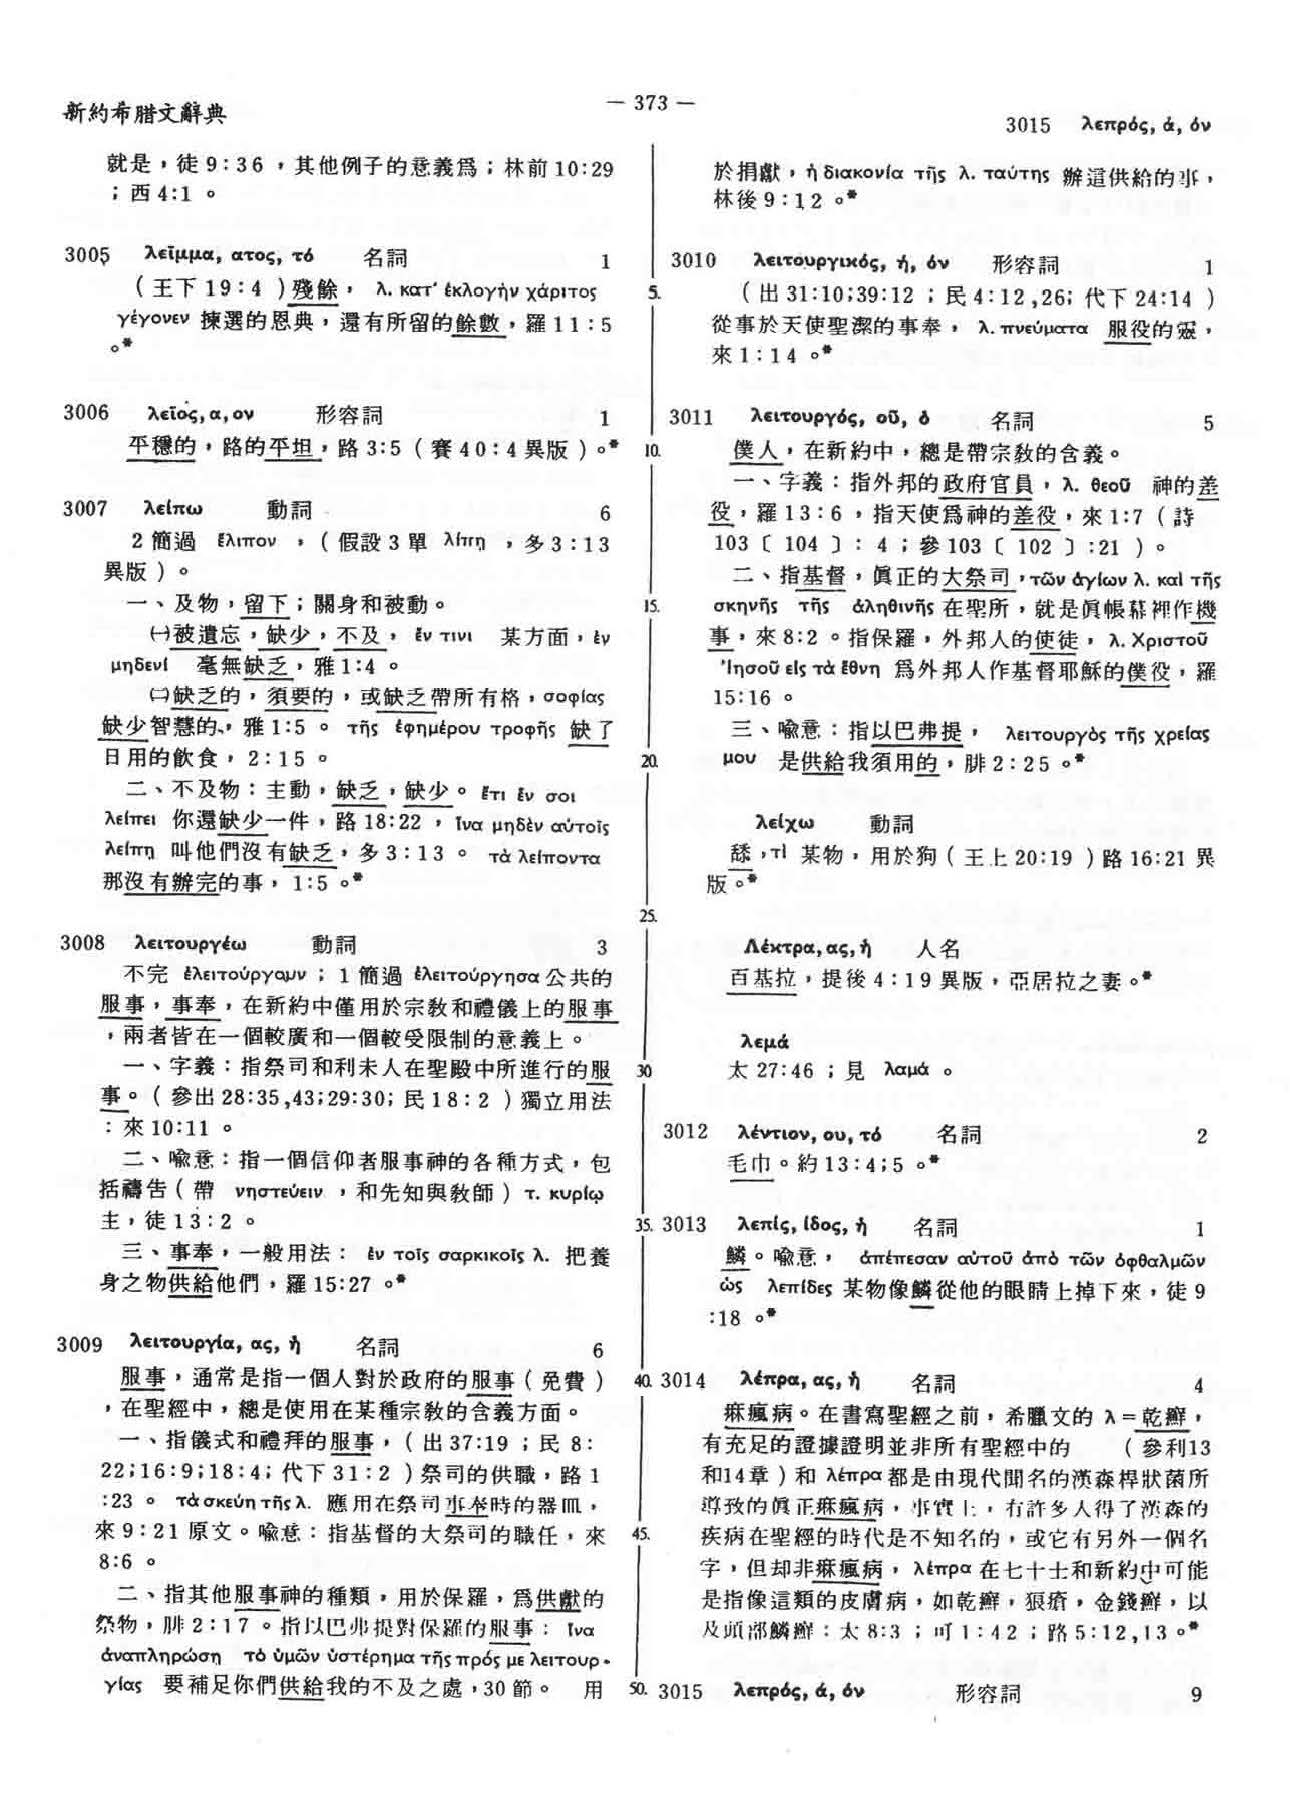 新約希腊文辭典
— 373 —
3015 λεπρός, ά, όν
就是，徒 9:36 ，其他例子的意義爲；林前 10:29
；西 4:1 。
3005 λεῖμμα, ατος, τό 名詞 1
（王下 19:4 ）殘餘， λ. κατ' ἐκλογὴν χάριτος
γέγονεν 揀選的恩典，還有所留的餘數，羅 11:5
。*
3006 λεῖος, α, ον 形容詞 1
平穩的，路的平坦，路 3:5 （賽 40:4 異版）。*
3007 λείπω 動詞 6
2 簡過 ἔλιπον ，（假設 3 單 λίπῃ ，多 3:13
異版）。
一、及物，留下；關身和被動。
㈠被遺忘，缺少，不及， ἔν τινι 某方面，ἐν
μηδενί 毫無缺乏，雅 1:4 。
㈡缺乏的，須要的，或缺乏帶所有格，σοφίας
缺少智慧的，雅 1:5 。 τῆς ἐφημέρου τροφῆς 缺了
日用的飲食，2:15 。
二、不及物：主動，缺乏，缺少。 ἔτι ἕν σοι
λείπει 你還缺少一件，路 18:22 ， ἵνα μηδὲν αὐτοῖς
λείπῃ 叫他們沒有缺乏，多 3:13 。 τὰ λείποντα
那沒有辦完的事，1:5 。*
3008 λειτουργέω 動詞 3
不完 ἐλειτούργουν ；1 簡過 ἐλειτούργησα 公共的
服事，事奉，在新約中僅用於宗敎和禮儀上的服事
，兩者皆在一個較廣和一個較受限制的意義上。
一、字義：指祭司和利未人在聖殿中所進行的服
事。（參出 28:35,43;29:30; 民 18:2 ）獨立用法
：來 10:11 。
二、喩意：指一個信仰者服事神的各種方式，包
括禱告（帶 νηστεύειν ，和先知與敎師）τ. κυρίῳ
主，徒 13:2 。
三、事奉，一般用法： ἐν τοῖς σαρκικοῖς λ. 把養
身之物供給他們，羅 15:27 。*
3009 λειτουργία, ας, ἡ 名詞 6
服事，通常是指一個人對於政府的服事（免費）
，在聖經中，總是使用在某種宗敎的含義方面。
一、指儀式和禮拜的服事，（出 37:19 ；民 8:
22;16:9;18:4; 代下 31:2 ）祭司的供職，路 1
:23 。 τὰ σκεύη τῆς λ. 應用在祭司事奉時的器皿，
來 9:21 原文。喩意：指基督的大祭司的職任，來
8:6 。
二、指其他服事神的種類，用於保羅，爲供獻的
祭物，腓 2:17 。指以巴弗提對保羅的服事： ἵνα
ἀναπληρώσῃ τὸ ὑμῶν ὑστέρημα τῆς πρός με λειτουρ-
γίας 要補足你們供給我的不及之處，30 節。 用
5.
10.
15.
20.
25.
30
35.
40.
45.
50.
於捐獻，ἡ διακονία τῆς λ. ταύτης 辦這供給的事，
林後 9:12 。*
3010 λειτουργικός, ή, όν 形容詞 1
（出 31:10;39:12 ；民 4:12,26; 代下 24:14 ）
從事於天使聖潔的事奉， λ. πνεύματα 服役的靈，
來 1:14 。*
3011 λειτουργός, οῦ, ὁ 名詞 5
僕人，在新約中，總是帶宗敎的含義。
一、字義：指外邦的政府官員，λ. θεοῦ 神的差
役，羅 13:6 ，指天使爲神的差役，來 1:7 （詩
103〔 104 〕: 4 ；參 103〔 102 〕:21 ）。
二、指基督，眞正的大祭司，τῶν ἁγίων λ. καὶ τῆς
σκηνῆς τῆς ἀληθινῆς 在聖所，就是眞帳幕裡作機
事，來 8:2 。指保羅，外邦人的使徒， λ. Χριστοῦ
Ἰησοῦ εἰς τὰ ἔθνη 爲外邦人作基督耶穌的僕役，羅
15:16 。
三、喩意：指以巴弗提， λειτουργὸς τῆς χρείας
μου 是供給我須用的，腓 2:25 。*
λείχω 動詞
舔，τὶ 某物，用於狗（王上 20:19 ）路 16:21 異
版。*
Λέκτρα, ας, ἡ 人名
百基拉，提後 4:19 異版，亞居拉之妻。*
λεμά
太 27:46 ；見 λαμά 。
3012 λέντιον, ου, τό 名詞 2
毛巾。約 13:4;5 。*
3013 λεπίς, ίδος, ἡ 名詞 1
鱗。喩意， ἀπέπεσαν αὐτοῦ ἀπὸ τῶν ὀφθαλμῶν
ὡς λεπίδες 某物像鱗從他的眼睛上掉下來，徒 9
:18 。*
3014 λέπρα, ας, ἡ 名詞 4
痳瘋病。在書寫聖經之前，希臘文的 λ＝乾癬，
有充足的證據證明並非所有聖經中的 （參利13
和14章）和 λέπρα 都是由現代聞名的漢森桿狀菌所
導致的眞正痳瘋病，事實上，有許多人得了漢森的
疾病在聖經的時代是不知名的，或它有另外一個名
字，但却非痳瘋病， λέπρα 在七十士和新約中可能
是指像這類的皮膚病，如乾癬，狼瘡，金錢癬，以
及頭部鱗癬：太 8:3 ；可 1:42 ；路 5:12,13 。*
3015 λεπρός, ά, όν 形容詞 9